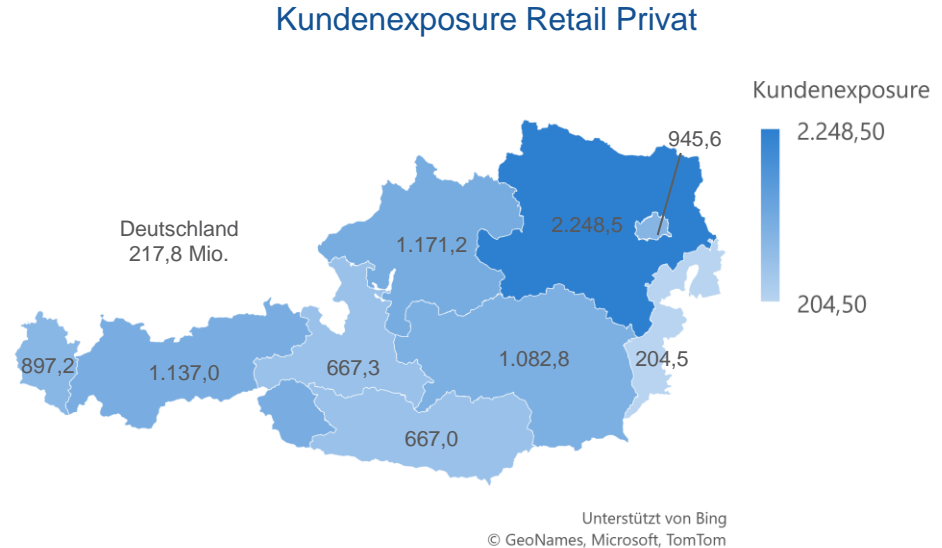 Kundenexposure Retail Privat
Kundenexposure
2.248,50
204,50
945,6
2.248,5
1.171,2
Deutschland
217,8 Mio.
897,2
1.137,0
667,3
1.082,8
204,5
667,0
Unterstützt von Bing
© GeoNames, Microsoft, TomTom